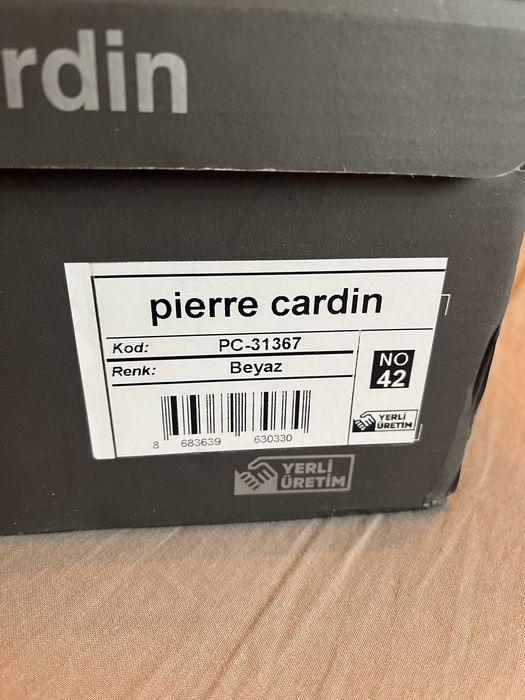 rdin
pierre cardin
Kod: PC-31367
Renk: Beyaz
NO
42
8 683639 630330
YERLİ
ÜRETİM
YERLİ
ÜRETİM